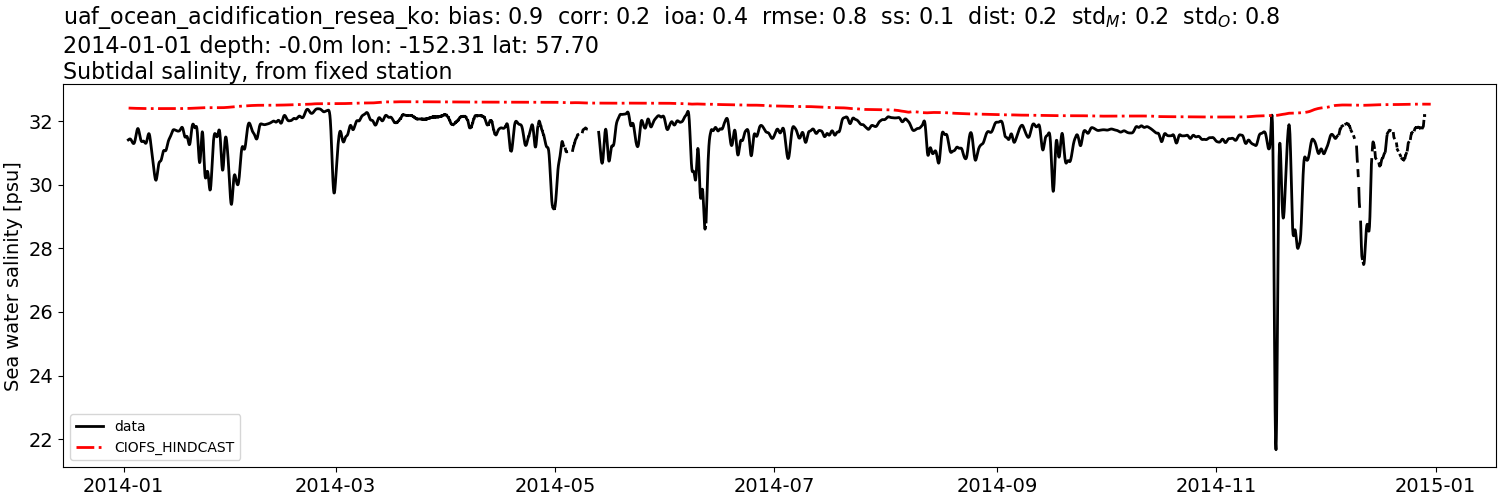 uaf_ocean_acidification_resea_ko: bias: 0.9 corr: 0.2 ioa: 0.4 rmse: 0.8 ss: 0.1 dist: 0.2 std_M: 0.2 std_O: 0.8
2014-01-01 depth: -0.0m lon: -152.31 lat: 57.70
Subtidal salinity, from fixed station
Sea water salinity [psu]
32
30
28
26
24
22
data
CIOFS_HINDCAST
2014-01 2014-03 2014-05 2014-07 2014-09 2014-11 2015-01